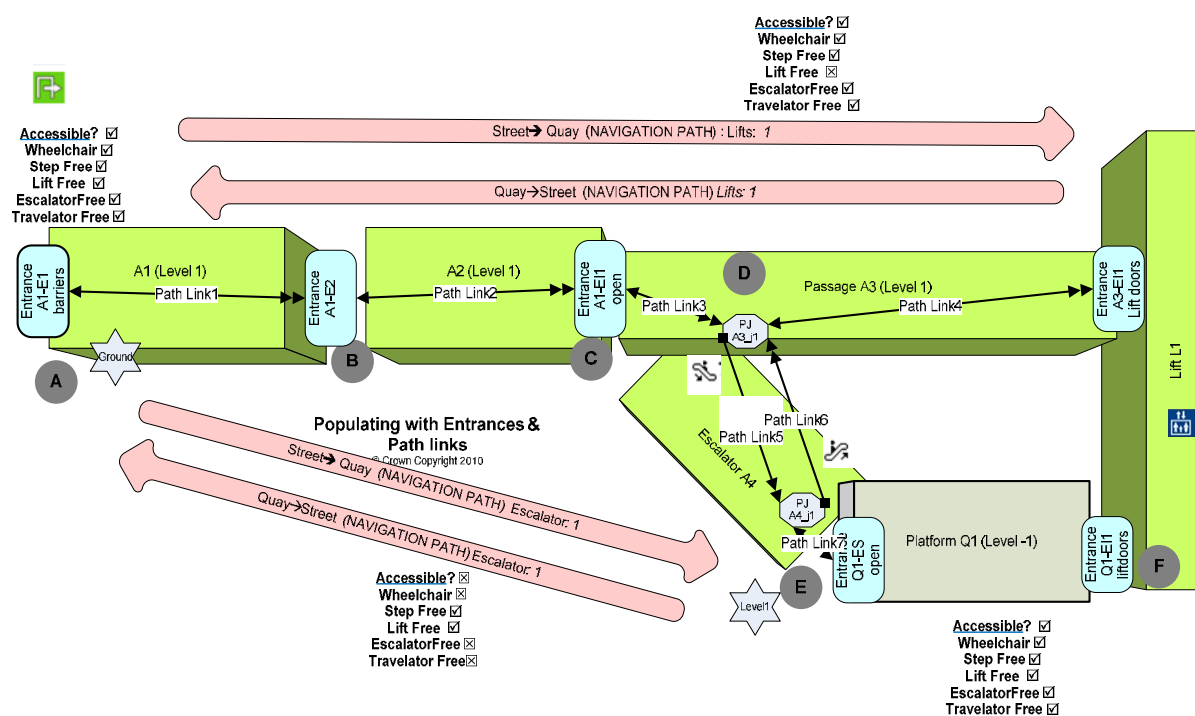 Accessible? ☑
Wheelchair ☑
Step Free ☑
Lift Free ☒
EscalatorFree ☑
Travelator Free ☑
Accessible? ☑
Wheelchair ☑
Step Free ☑
Lift Free ☑
EscalatorFree ☑
Travelator Free ☑
Street➔ Quay (NAVIGATION PATH) : Lifts: 1
Quay➔Street (NAVIGATION PATH) Lifts: 1
Entrance
A1-E1
barriers
A1 (Level 1)
Path Link1
Entrance
A1-E2
A2 (Level 1)
Path Link2
Entrance
A1-EI1
open
D
Passage A3 (Level 1)
Path Link3
Path Link4
PJ
A3_j1
Entrance
A3-EI1
Lift doors
Lift L1
Ground
A
B
C
Populating with Entrances &
Path links
© Crown Copyright 2010
Street➔ Quay (NAVIGATION PATH) Escalator: 1
Quay➔Street (NAVIGATION PATH) Escalator: 1
Path Link6
Path Link5
Escalator A4
PJ
A4_j1
Path Link7
Entrance
Q1-ES
open
Platform Q1 (Level -1)
Entrance
Q1-EI1
liftdoors
F
E
Level1
Accessible? ☒
Wheelchair ☒
Step Free ☑
Lift Free ☑
EscalatorFree ☒
Travelator Free ☒
Accessible? ☑
Wheelchair ☑
Step Free ☑
Lift Free ☑
EscalatorFree ☑
Travelator Free ☑